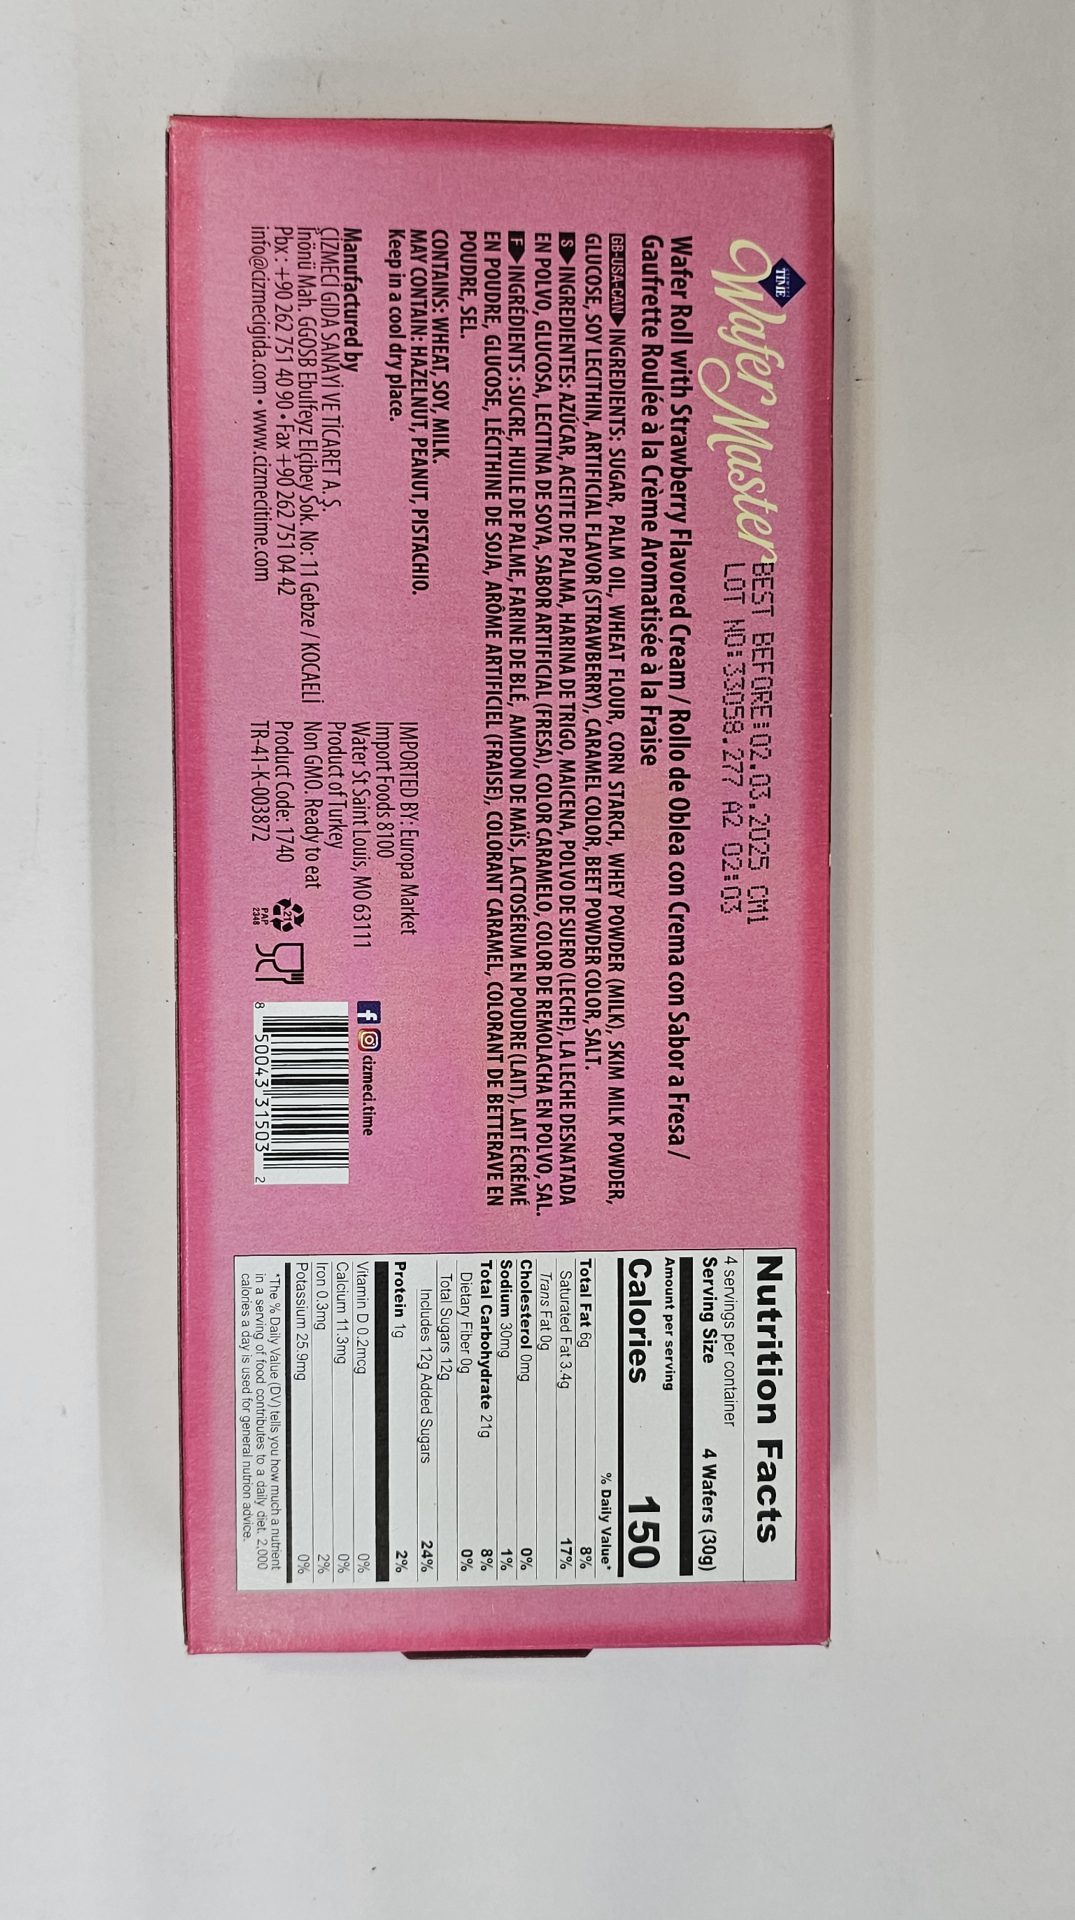 TIME
Wafer Master
BEST BEFORE:02.03.2025 CM1
LOT NO:33058.277 A2 02:03
Wafer Roll with Strawberry Flavored Cream / Rollo de Oblea con Crema con Sabor a Fresa /
Gaufrette Roulée à la Crème Aromatisée à la Fraise
GB-USA-CAN INGREDIENTS: SUGAR, PALM OIL, WHEAT FLOUR, CORN STARCH, WHEY POWDER (MILK), SKIM MILK POWDER,
GLUCOSE, SOY LECITHIN, ARTIFICIAL FLAVOR (STRAWBERRY), CARAMEL COLOR, BEET POWDER COLOR, SALT.
S INGREDIENTES: AZÚCAR, ACEITE DE PALMA, HARINA DE TRIGO, MAICENA, POLVO DE SUERO (LECHE), LA LECHE DESNATADA
EN POLVO, GLUCOSA, LECITINA DE SOYA, SABOR ARTIFICIAL (FRESA), COLOR CARAMELO, COLOR DE REMOLACHA EN POLVO, SAL.
F INGRÉDIENTS : SUCRE, HUILE DE PALME, FARINE DE BLÉ, AMIDON DE MAÏS, LACTOSÉRUM EN POUDRE (LAIT), LAIT ÉCRÉMÉ
EN POUDRE, GLUCOSE, LÉCITHINE DE SOJA, ARÔME ARTIFICIEL (FRAISE), COLORANT CARAMEL, COLORANT DE BETTERAVE EN
POUDRE, SEL.
CONTAINS: WHEAT, SOY, MILK.
MAY CONTAIN: HAZELNUT, PEANUT, PISTACHIO.
Keep in a cool dry place.
Manufactured by
ÇİZMECİ GIDA SANAYİ VE TİCARET A. Ş.
İnönü Mah. GGOSB Ebulfeyz Elçibey Sok. No: 11 Gebze / KOCAELİ
Pbx : +90 262 751 40 90 • Fax +90 262 751 04 42
info@cizmecigida.com • www.cizmecitime.com
IMPORTED BY: Europa Market
Import Foods 8100
Water St Saint Louis, MO 63111
Product of Turkey
Non GMO. Ready to eat
Product Code: 1740
TR-41-K-003872
21
PAP
2348
cizmeci.time
8 50043 31503 2
Nutrition Facts
4 servings per container
Serving Size 4 Wafers (30g)
Amount per serving
Calories 150
% Daily Value*
Total Fat 6g 8%
Saturated Fat 3.4g 17%
Trans Fat 0g
Cholesterol 0mg 0%
Sodium 30mg 1%
Total Carbohydrate 21g 8%
Dietary Fiber 0g 0%
Total Sugars 12g
Includes 12g Added Sugars 24%
Protein 1g 2%
Vitamin D 0.2mcg 0%
Calcium 11.3mg 0%
Iron 0.3mg 2%
Potassium 25.9mg 0%
*The % Daily Value (DV) tells you how much a nutrient
in a serving of food contributes to a daily diet. 2,000
calories a day is used for general nutrion advice.